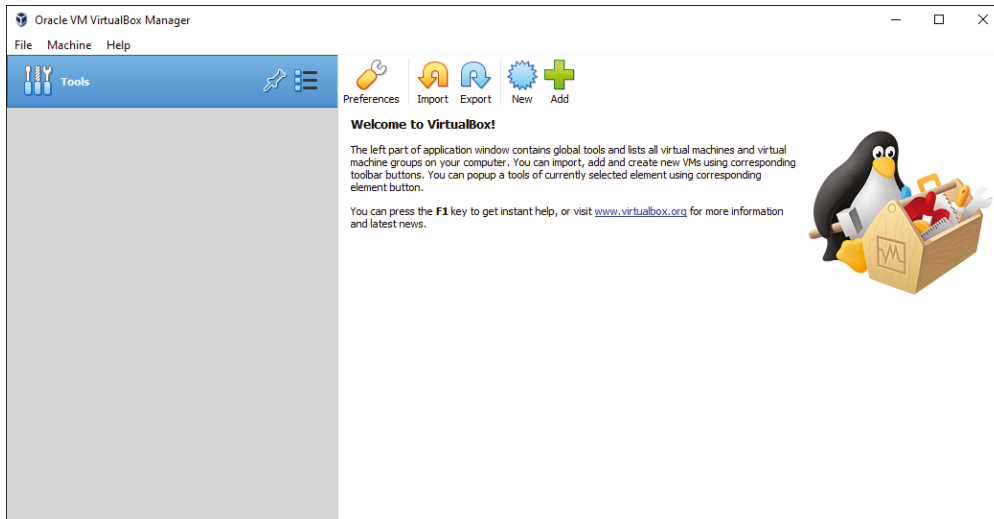 Oracle VM VirtualBox Manager
File Machine Help
Tools
Preferences Import Export New Add
Welcome to VirtualBox!
The left part of application window contains global tools and lists all virtual machines and virtual
machine groups on your computer. You can import, add and create new VMs using corresponding
toolbar buttons. You can popup a tools of currently selected element using corresponding
element button.
You can press the F1 key to get instant help, or visit www.virtualbox.org for more information
and latest news.